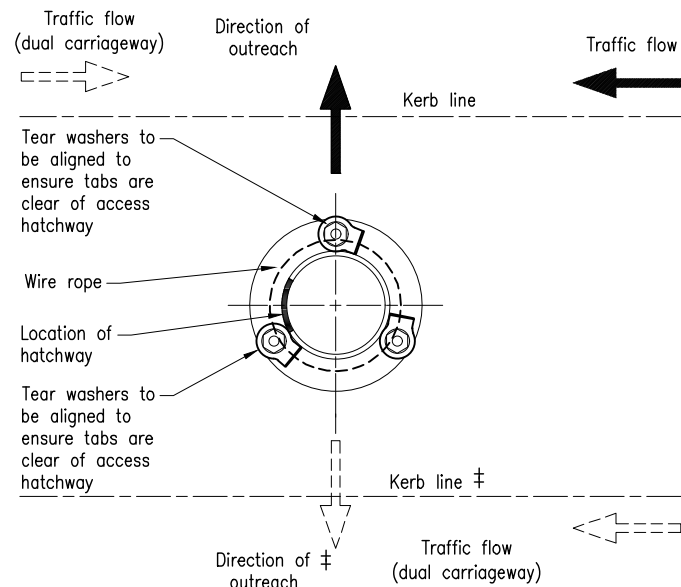 Traffic flow
(dual carriageway)
Direction of
outreach
Traffic flow
Kerb line
Tear washers to
be aligned to
ensure tabs are
clear of access
hatchway
Wire rope
Location of
hatchway
Tear washers to
be aligned to
ensure tabs are
clear of access
hatchway
Kerb line ‡
Direction of ‡
outreach
Traffic flow
(dual carriageway)